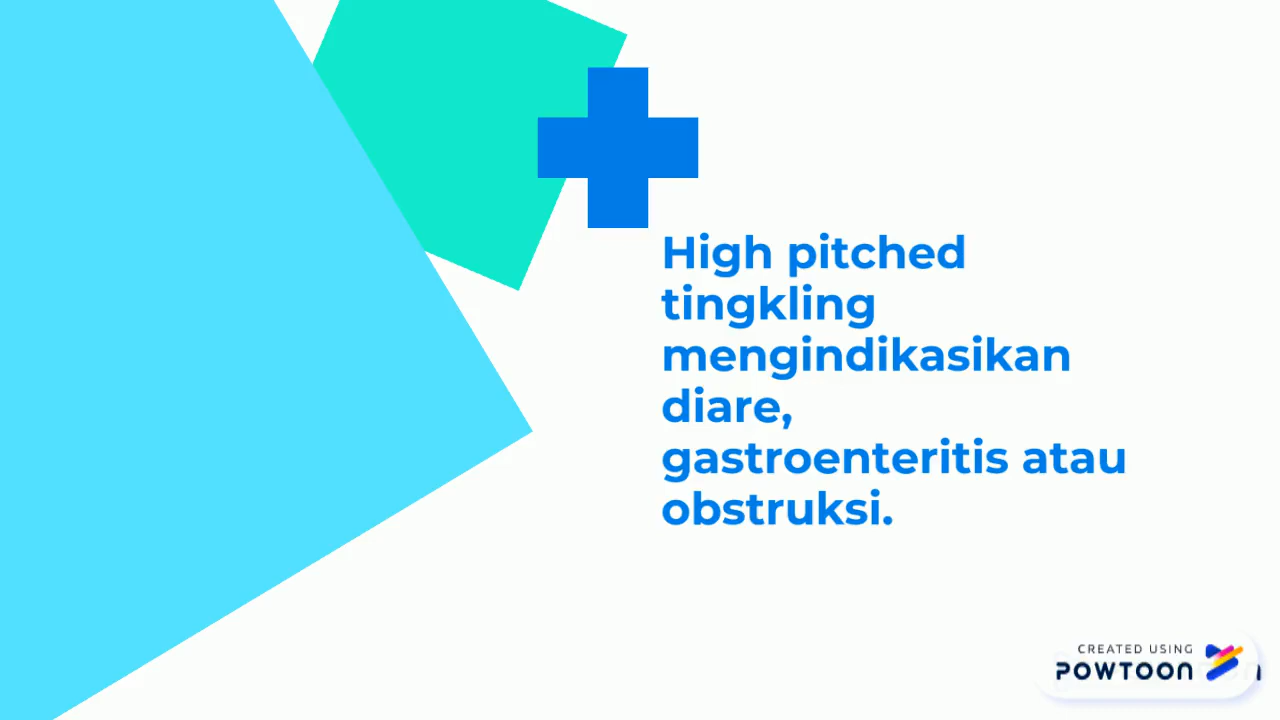 High pitched
tingkling
mengindikasikan
diare,
gastroenteritis atau
obstruksi.
CREATED USING
POWTOON